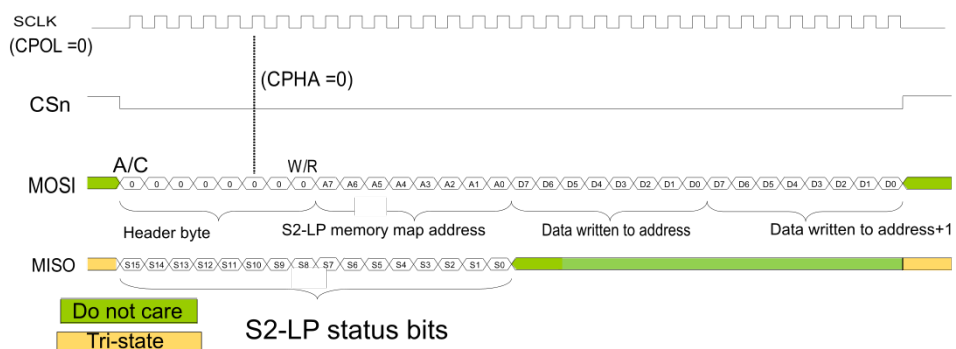 SCLK
(CPOL =0)
(CPHA =0)
CSn
A/C
W/R
MOSI 0 0 0 0 0 0 0 0 A7 A6 A5 A4 A3 A2 A1 A0 D7 D6 D5 D4 D3 D2 D1 D0 D7 D6 D5 D4 D3 D2 D1 D0
Header byte S2-LP memory map address Data written to address Data written to address+1
MISO S15 S14 S13 S12 S11 S10 S9 S8 S7 S6 S5 S4 S3 S2 S1 S0
Do not care
S2-LP status bits
Tri-state